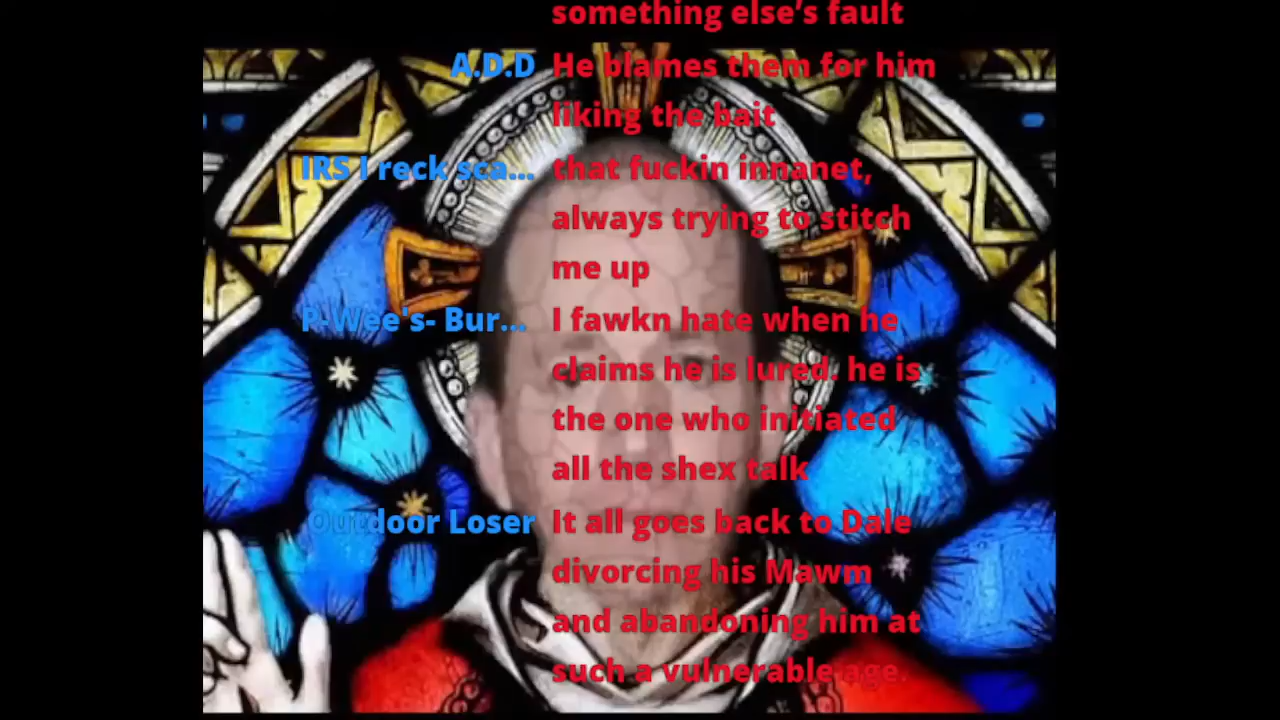 something else's fault
A.D.D He blames them for him
liking the bait
IRS I reck sca... that fuckin innanet,
always trying to stitch
me up
P-Wee's- Bur... I fawkn hate when he
claims he is lured. he is
the one who initiated
all the shex talk
Outdoor Loser It all goes back to Dale
divorcing his Mawm
and abandoning him at
such a vulnerable age.